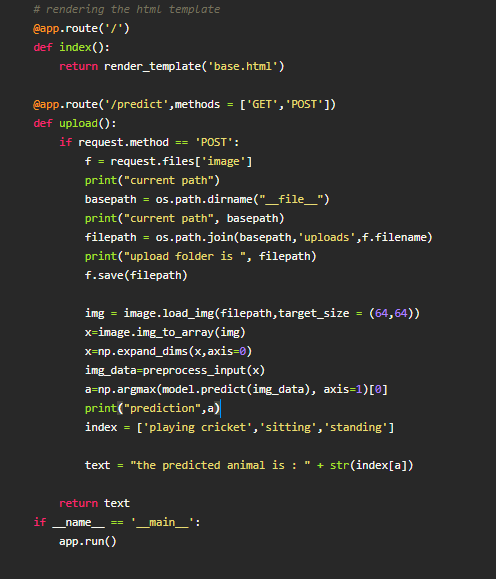 # rendering the html template
@app.route('/')
def index():
    return render_template('base.html')
@app.route('/predict',methods = ['GET','POST'])
def upload():
    if request.method == 'POST':
        f = request.files['image']
        print("current path")
        basepath = os.path.dirname("__file__")
        print("current path", basepath)
        filepath = os.path.join(basepath,'uploads',f.filename)
        print("upload folder is ", filepath)
        f.save(filepath)
        img = image.load_img(filepath,target_size = (64,64))
        x=image.img_to_array(img)
        x=np.expand_dims(x,axis=0)
        img_data=preprocess_input(x)
        a=np.argmax(model.predict(img_data), axis=1)[0]
        print("prediction",a)
        index = ['playing cricket','sitting','standing']
        text = "the predicted animal is : " + str(index[a])
    return text
if __name__ == '__main__':
    app.run()